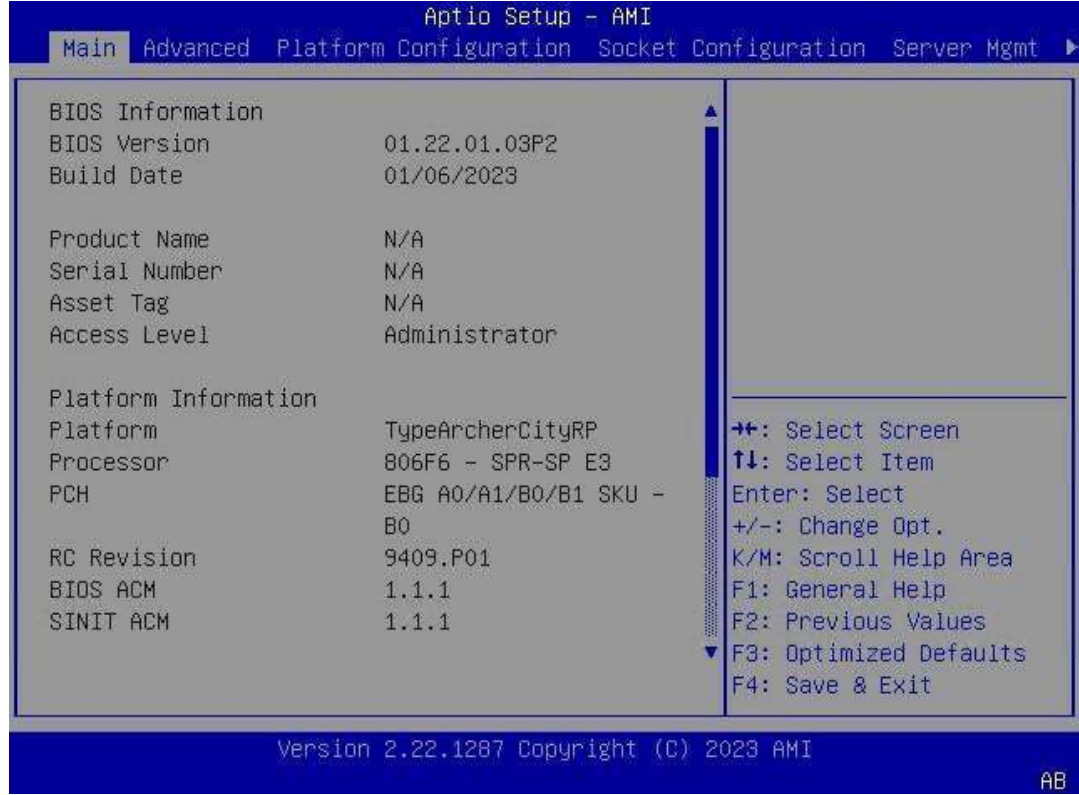 Aptio Setup - AMI
Main Advanced Platform Configuration Socket Configuration Server Mgmt
BIOS Information
BIOS Version 01.22.01.03P2
Build Date 01/06/2023
Product Name N/A
Serial Number N/A
Asset Tag N/A
Access Level Administrator
Platform Information
Platform TypeArcherCityRP
Processor 806F6 - SPR-SP E3
PCH EBG A0/A1/B0/B1 SKU -
B0
RC Revision 9409.P01
BIOS ACM 1.1.1
SINIT ACM 1.1.1
→←: Select Screen
↑↓: Select Item
Enter: Select
+/-: Change Opt.
K/M: Scroll Help Area
F1: General Help
F2: Previous Values
F3: Optimized Defaults
F4: Save & Exit
Version 2.22.1287 Copyright (C) 2023 AMI
AB